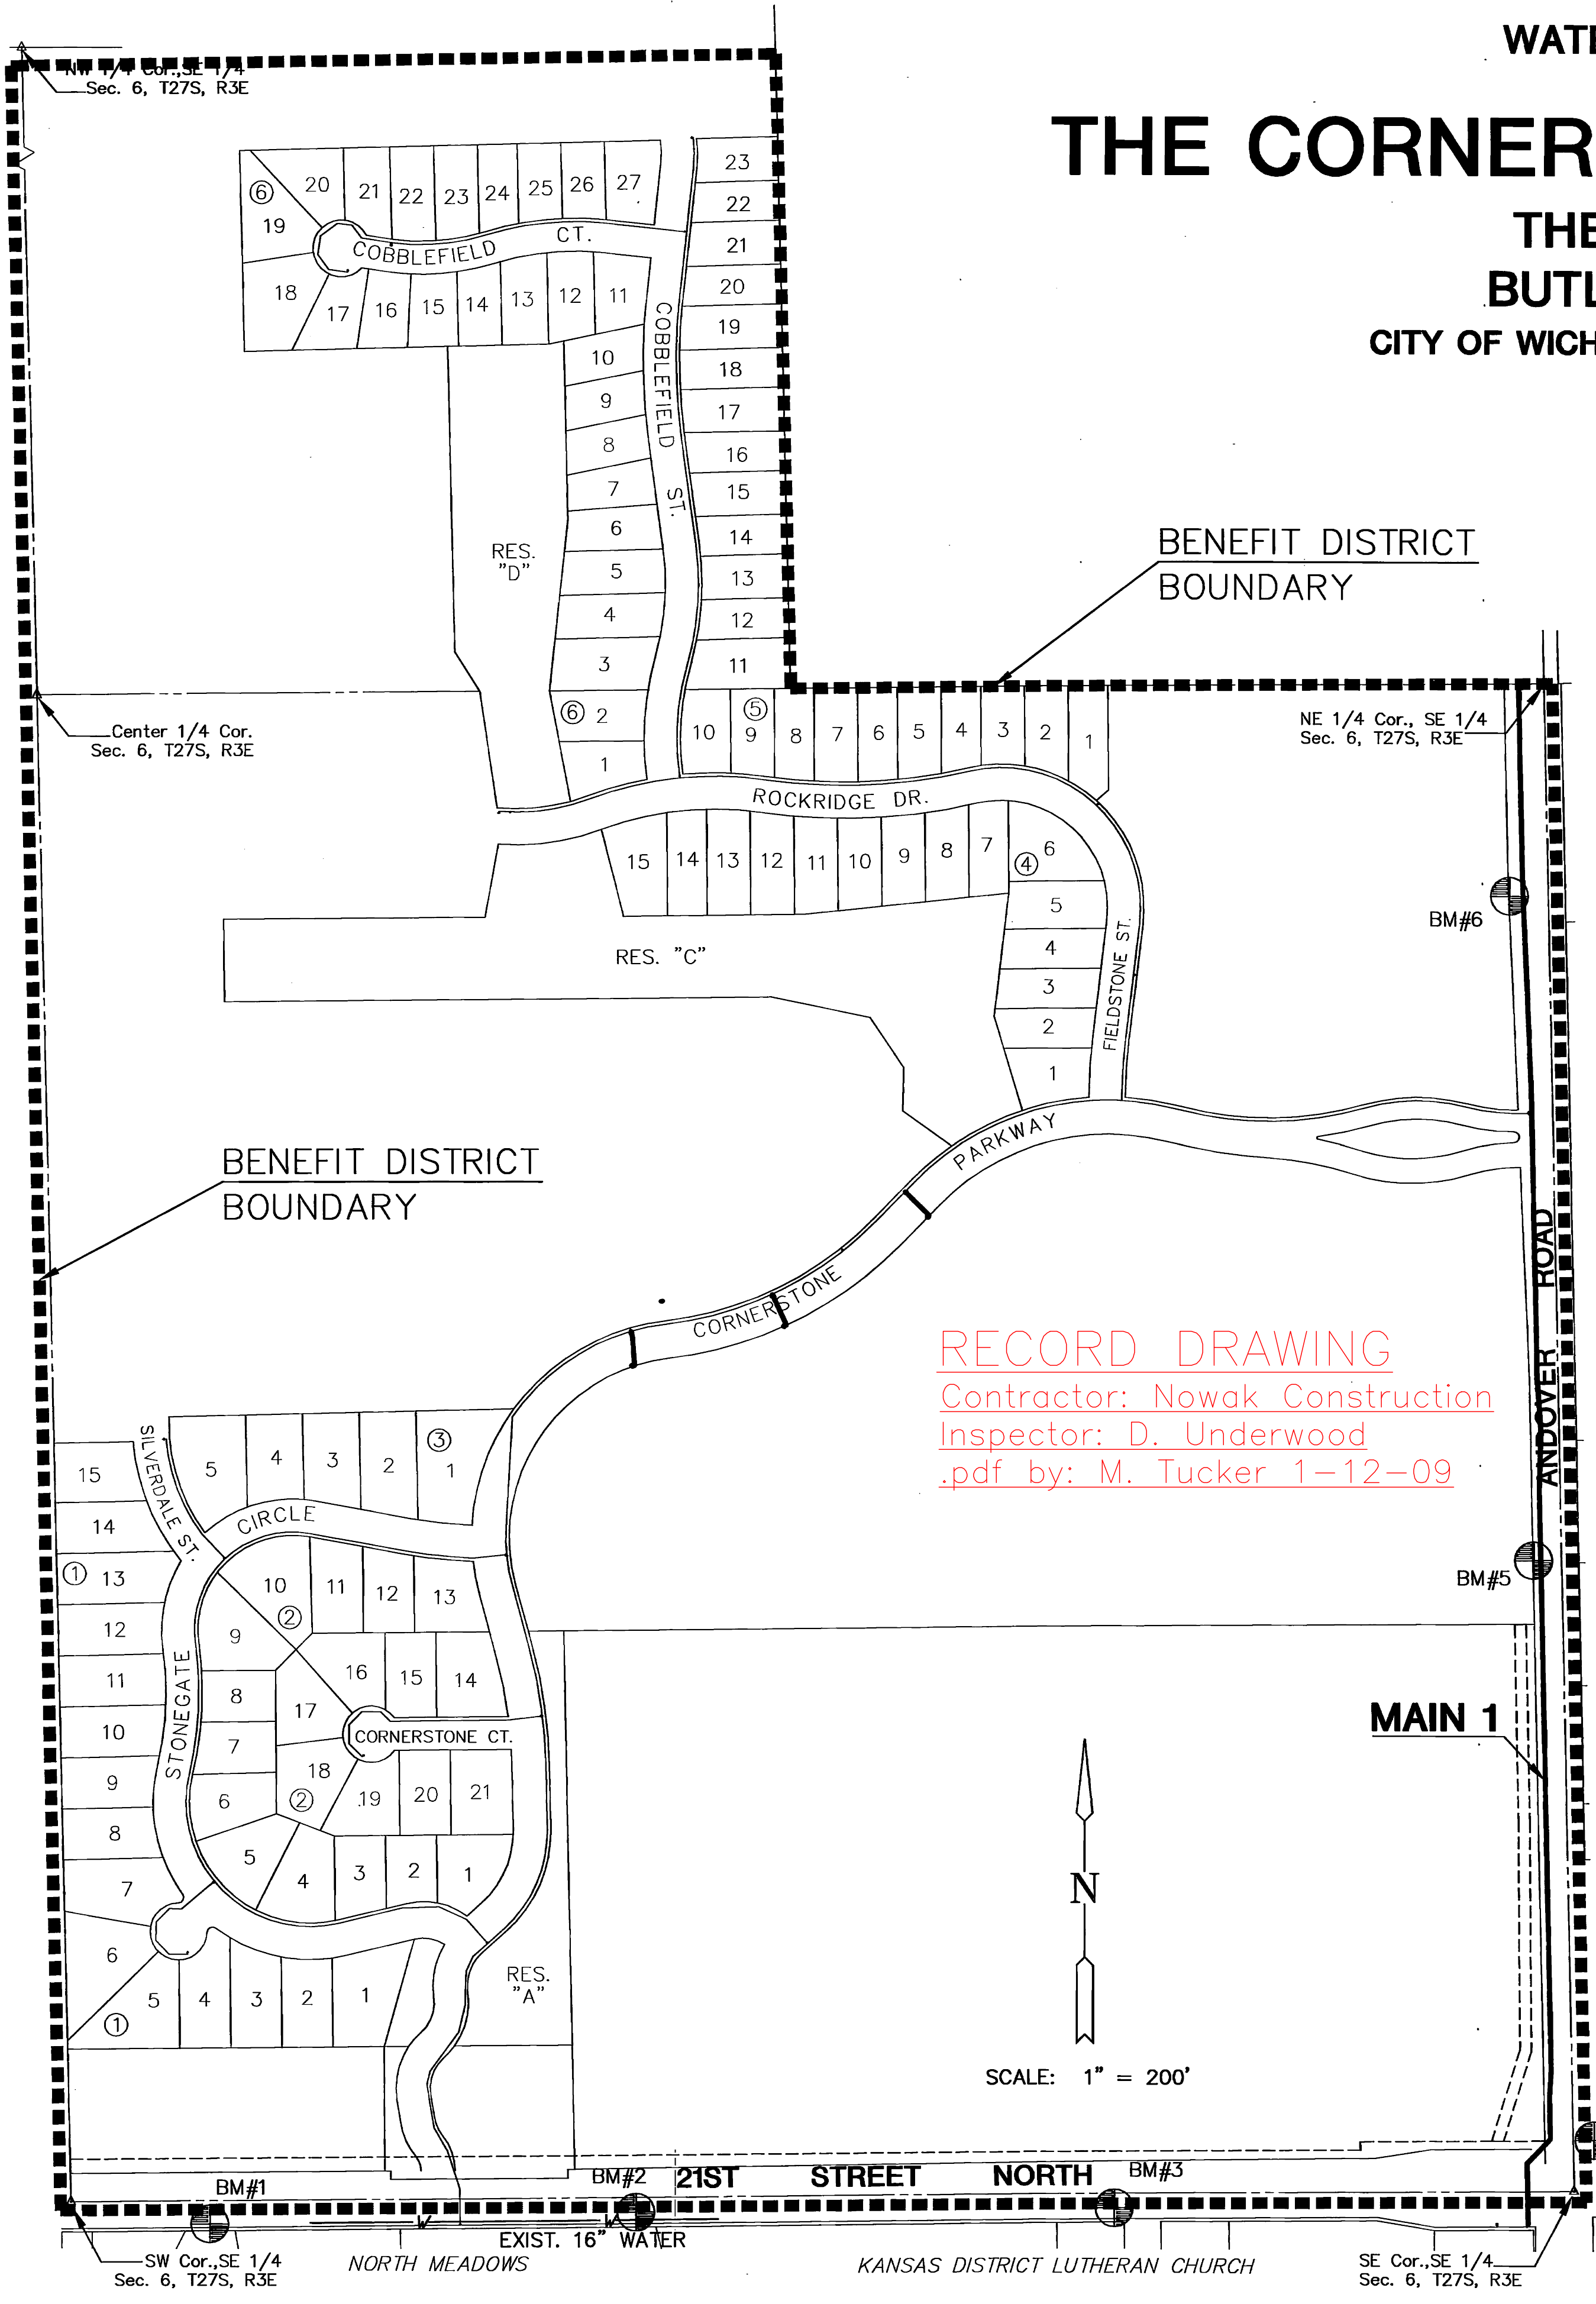 WATE
THE CORNER
THE
BUTL
CITY OF WICH
NW 1/4 Cor.,SE 1/4
Sec. 6, T27S, R3E
6
20
21
22
23
24
25
26
27
19
18
17
16
15
14
13
12
11
COBBLEFIELD CT.
23
22
21
20
19
18
17
16
15
14
13
12
11
10
9
8
7
6
5
4
3
6 2
1
COBBLEFIELD ST.
RES.
"D"
BENEFIT DISTRICT
BOUNDARY
Center 1/4 Cor.
Sec. 6, T27S, R3E
NE 1/4 Cor., SE 1/4
Sec. 6, T27S, R3E
5
10
9
8
7
6
5
4
3
2
1
ROCKRIDGE DR.
15
14
13
12
11
10
9
8
7
4
6
5
4
3
2
1
FIELDSTONE ST.
BM#6
RES. "C"
BENEFIT DISTRICT
BOUNDARY
CORNERSTONE PARKWAY
ANDOVER ROAD
RECORD DRAWING
Contractor: Nowak Construction
Inspector: D. Underwood
.pdf by: M. Tucker 1-12-09
SILVERDALE ST.
5
4
3
2
3
1
15
14
1 13
12
11
10
9
8
7
6
5
1
4
3
2
1
STONEGATE CIRCLE
10
2
11
12
13
9
8
7
6
5
4
3
2
1
16
15
14
17
18
2
19
20
21
CORNERSTONE CT.
RES.
"A"
BM#5
MAIN 1
N
SCALE: 1" = 200'
BM#1
BM#2
21ST STREET NORTH
BM#3
W
W
EXIST. 16" WATER
SW Cor.,SE 1/4
Sec. 6, T27S, R3E
NORTH MEADOWS
KANSAS DISTRICT LUTHERAN CHURCH
SE Cor.,SE 1/4
Sec. 6, T27S, R3E